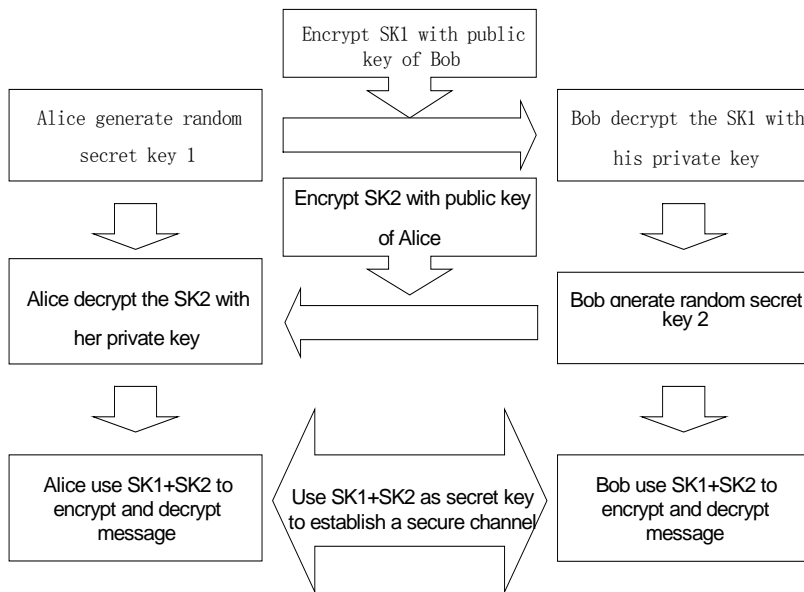 Encrypt SK1 with public
key of Bob
Alice generate random
secret key 1
Bob decrypt the SK1 with
his private key
Encrypt SK2 with public key
of Alice
Alice decrypt the SK2 with
her private key
Bob gnerate random secret
key 2
Alice use SK1+SK2 to
encrypt and decrypt
message
Use SK1+SK2 as secret key
to establish a secure channel
Bob use SK1+SK2 to
encrypt and decrypt
message